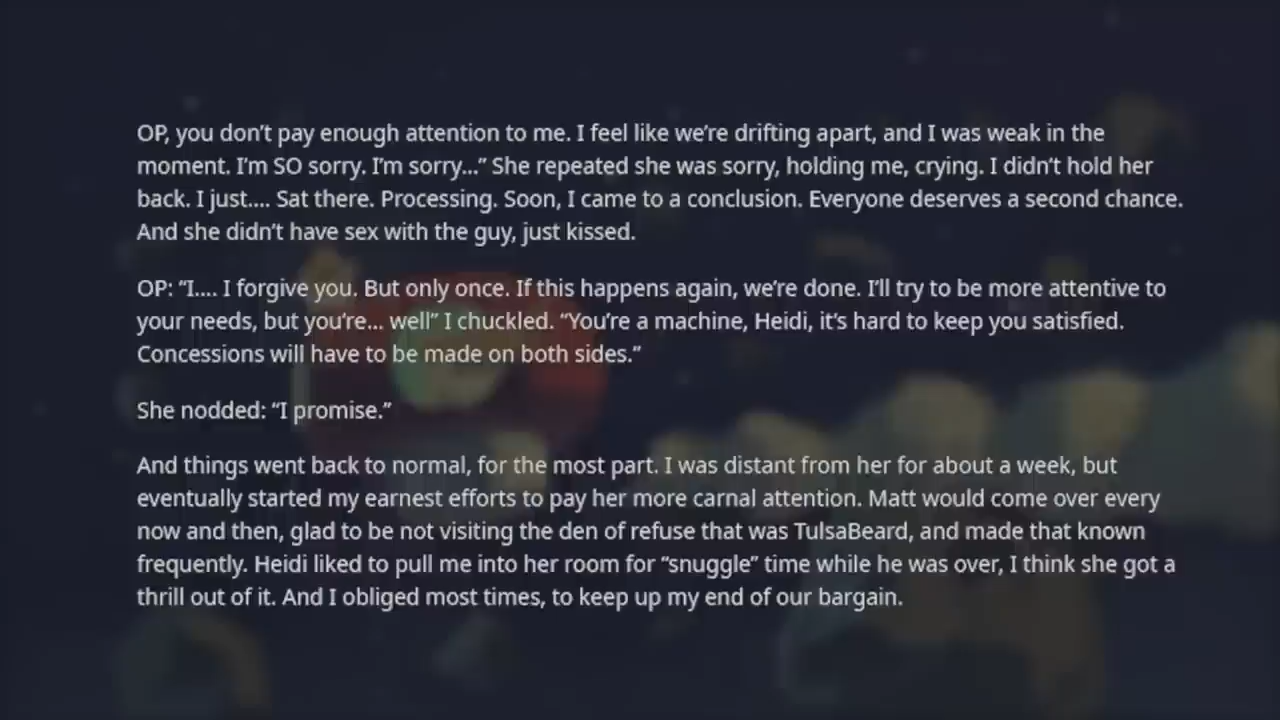 OP, you don’t pay enough attention to me. I feel like we’re drifting apart, and I was weak in the
moment. I’m SO sorry. I’m sorry...” She repeated she was sorry, holding me, crying. I didn’t hold her
back. I just.... Sat there. Processing. Soon, I came to a conclusion. Everyone deserves a second chance.
And she didn’t have sex with the guy, just kissed.
OP: “I.... I forgive you. But only once. If this happens again, we’re done. I’ll try to be more attentive to
your needs, but you’re... well” I chuckled. “You’re a machine, Heidi, it’s hard to keep you satisfied.
Concessions will have to be made on both sides.”
She nodded: “I promise.”
And things went back to normal, for the most part. I was distant from her for about a week, but
eventually started my earnest efforts to pay her more carnal attention. Matt would come over every
now and then, glad to be not visiting the den of refuse that was TulsaBeard, and made that known
frequently. Heidi liked to pull me into her room for “snuggle” time while he was over, I think she got a
thrill out of it. And I obliged most times, to keep up my end of our bargain.